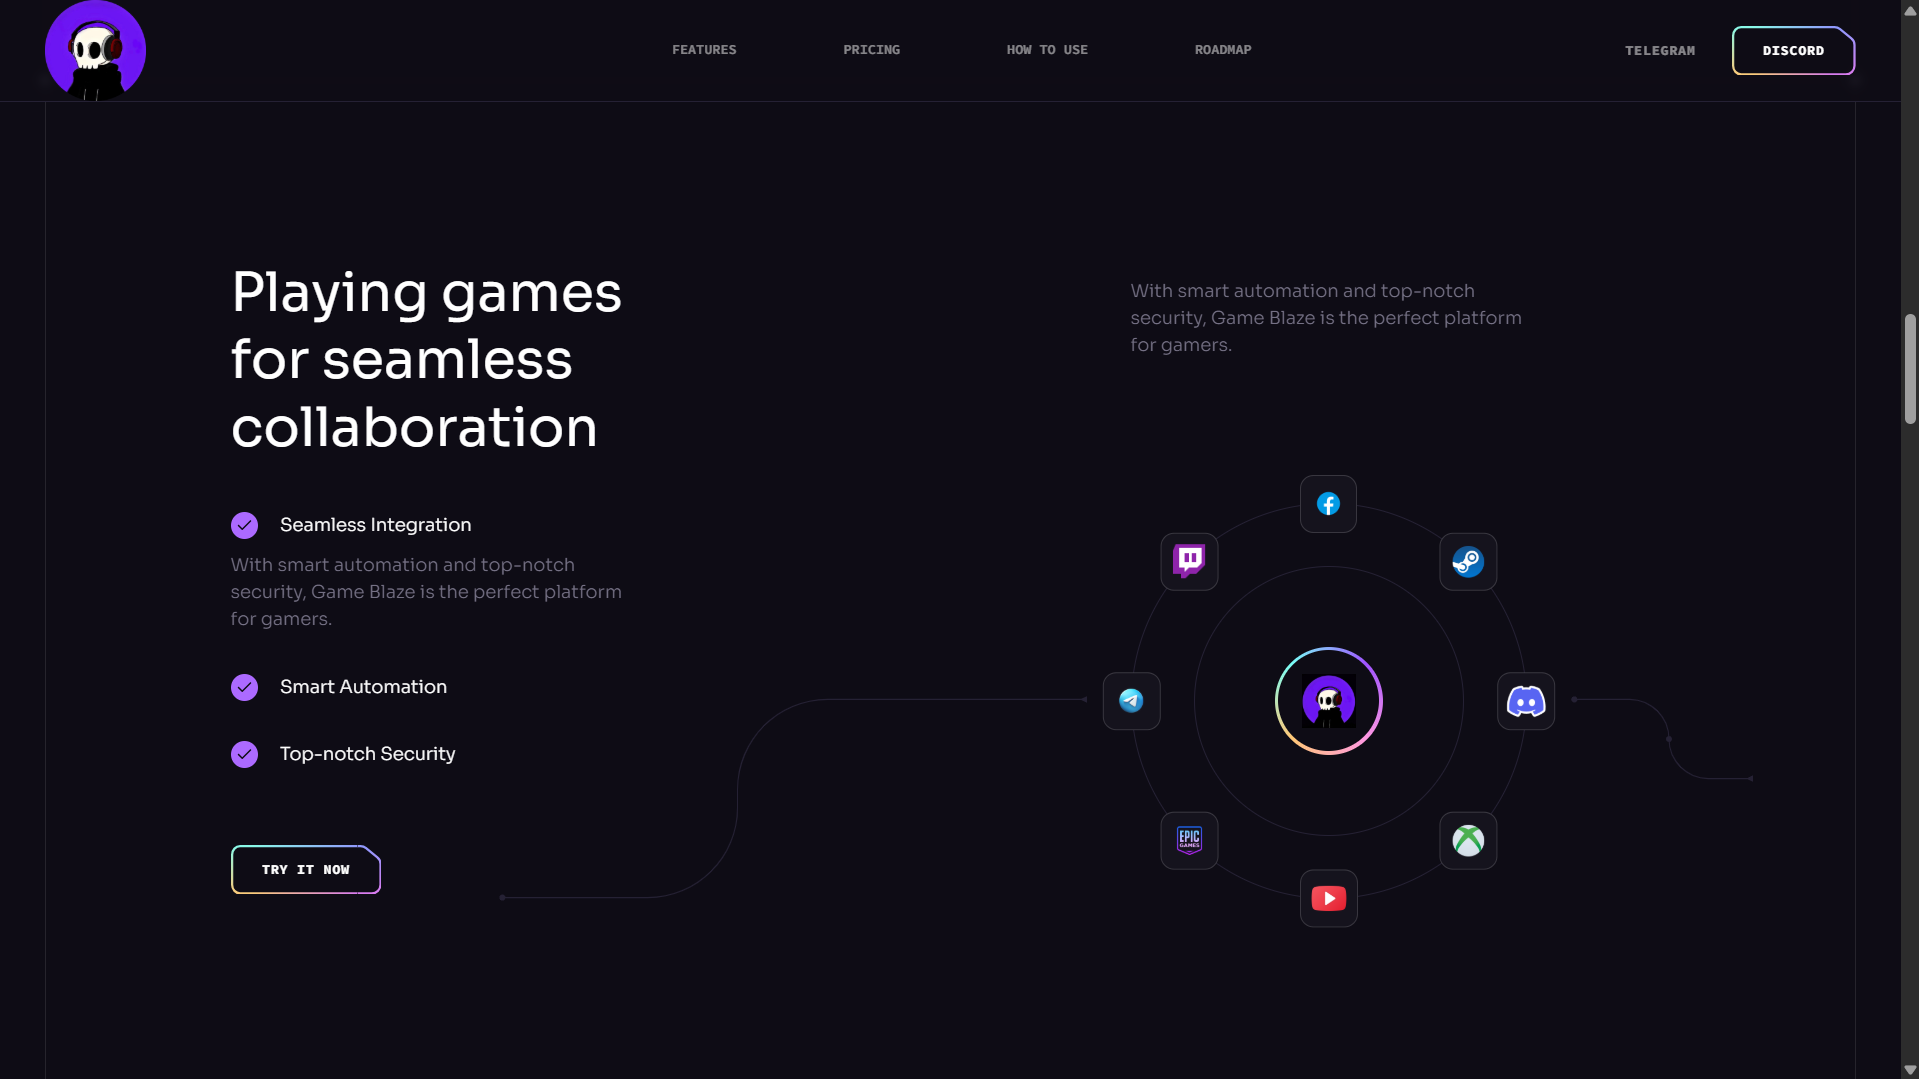 FEATURES
PRICING
HOW TO USE
ROADMAP
TELEGRAM
DISCORD
Playing games
for seamless
collaboration
With smart automation and top-notch
security, Game Blaze is the perfect platform
for gamers.
Seamless Integration
With smart automation and top-notch
security, Game Blaze is the perfect platform
for gamers.
Smart Automation
Top-notch Security
TRY IT NOW
EPIC
GAMES